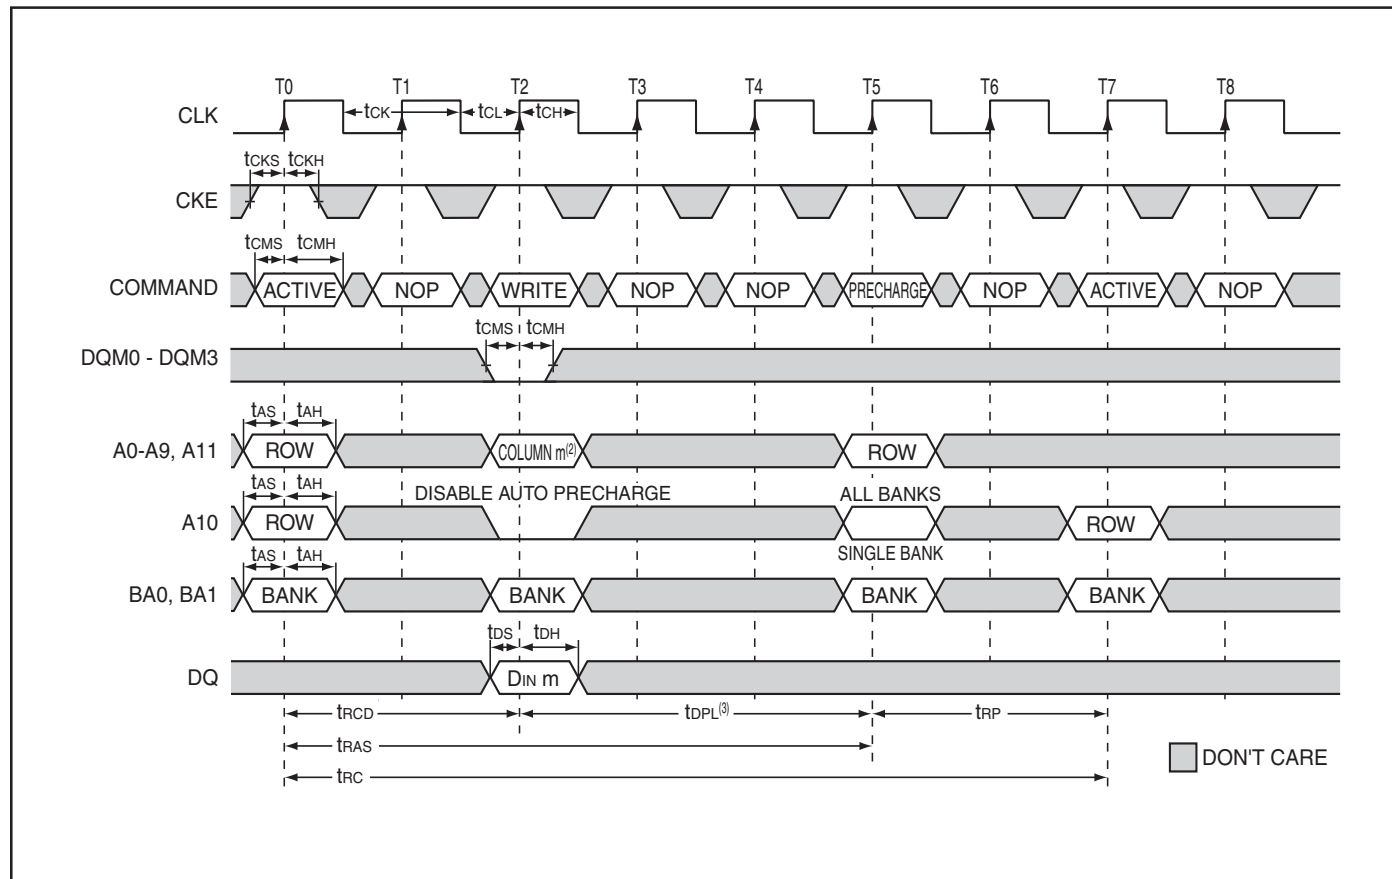 T0 T1 T2 T3 T4 T5 T6 T7 T8
CLK tCK tCL tCH
tCKS tCKH
CKE
tCMS tCMH
COMMAND ACTIVE NOP WRITE NOP NOP PRECHARGE NOP ACTIVE NOP
tCMS tCMH
DQM0 - DQM3
tAS tAH
A0-A9, A11 ROW COLUMN m(2) ROW
tAS tAH DISABLE AUTO PRECHARGE ALL BANKS
A10 ROW ROW
tAS tAH SINGLE BANK
BA0, BA1 BANK BANK BANK BANK
tDS tDH
DQ DIN m
tRCD tDPL(3) tRP
tRAS
DON'T CARE
tRC